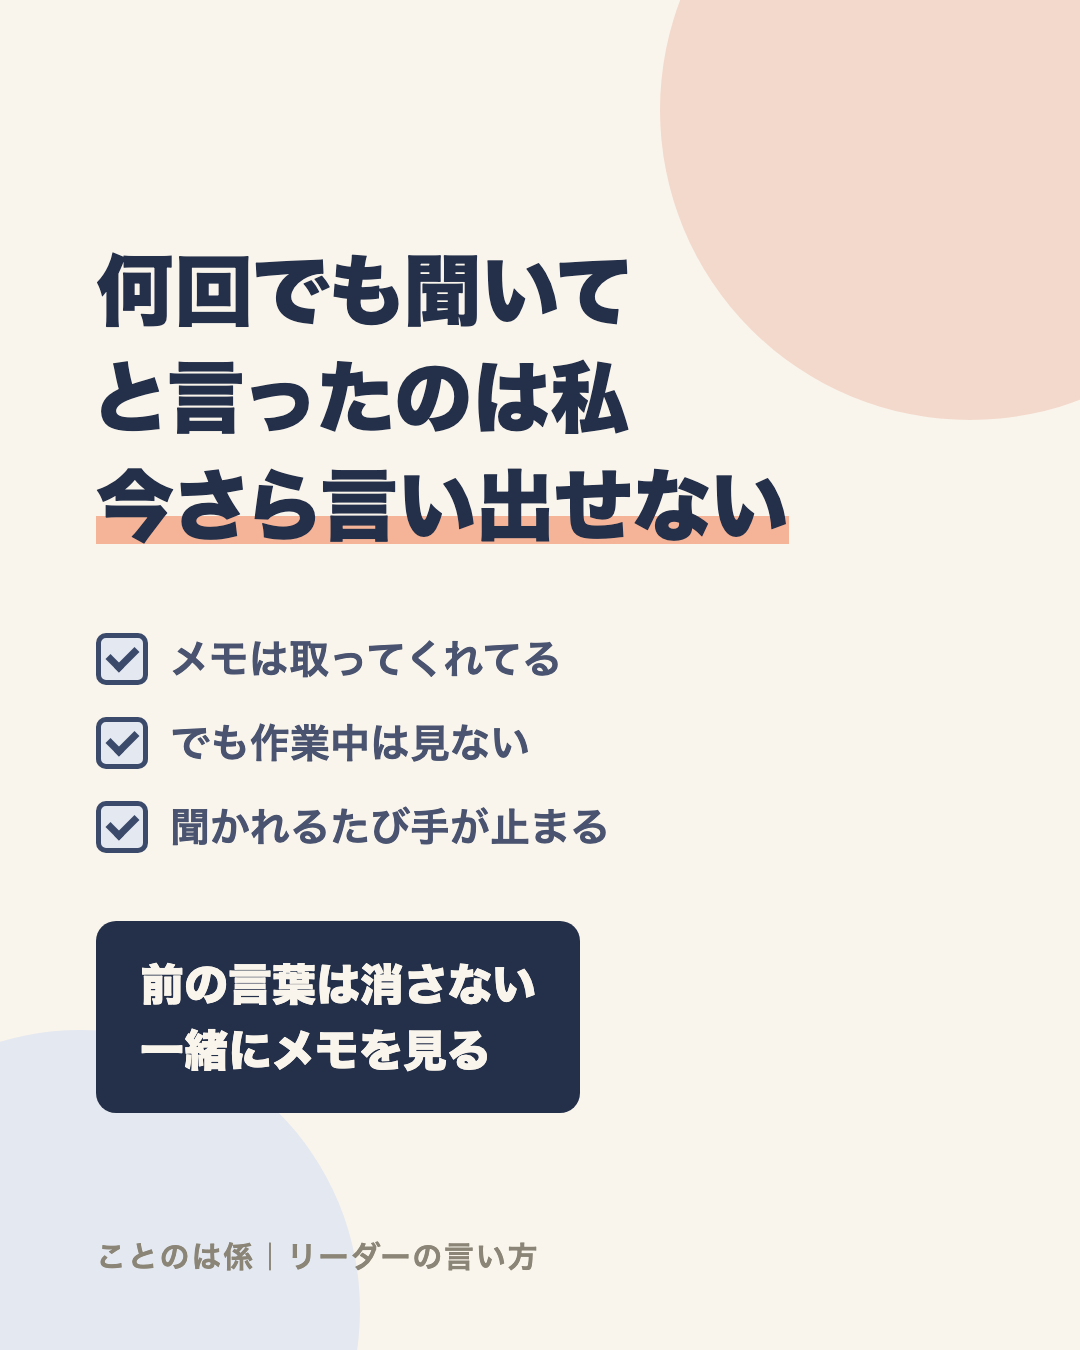 何回でも聞いて
と言ったのは私
今さら言い出せない
メモは取ってくれてる
でも作業中は見ない
聞かれるたび手が止まる
前の言葉は消さない
一緒にメモを見る
ことのは係｜リーダーの言い方